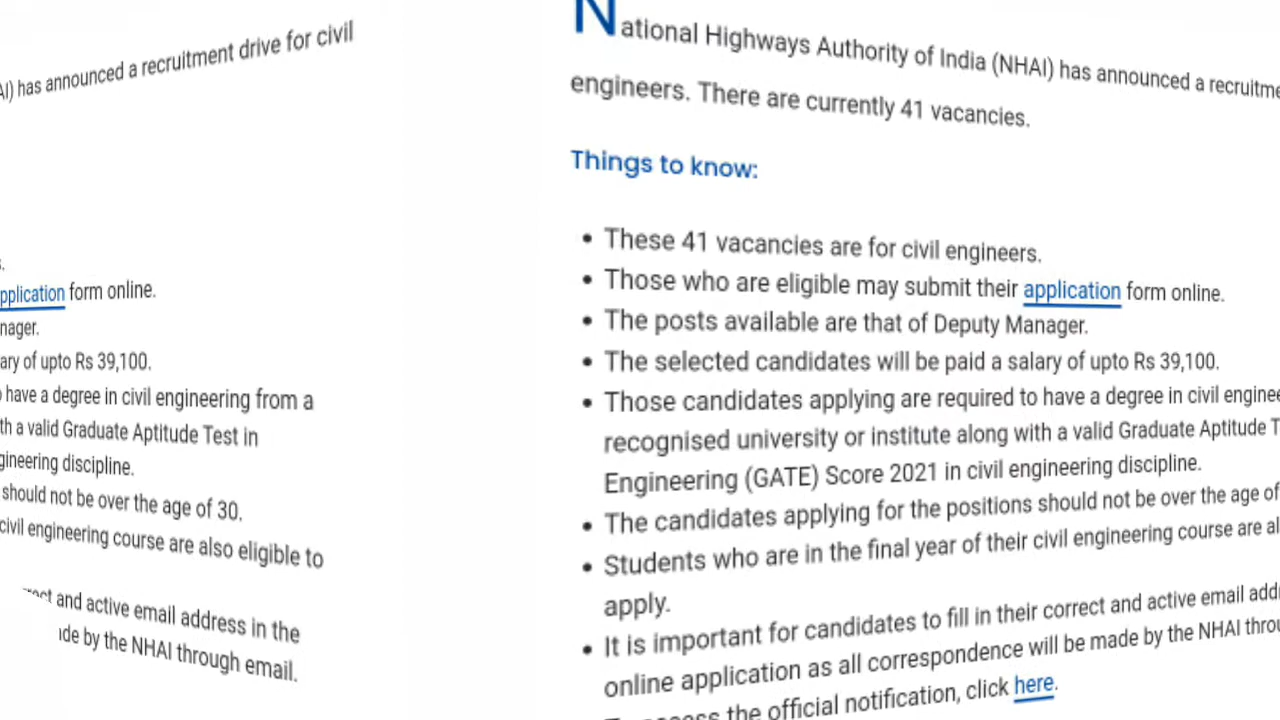 AI) has announced a recruitment drive for civil
s.
pplication form online.
nager.
ary of upto Rs 39,100.
have a degree in civil engineering from a
th a valid Graduate Aptitude Test in
gineering discipline.
should not be over the age of 30.
civil engineering course are also eligible to
and active email address in the
de by the NHAI through email.
National Highways Authority of India (NHAI) has announced a recruitme
engineers. There are currently 41 vacancies.
Things to know:
• These 41 vacancies are for civil engineers.
• Those who are eligible may submit their application form online.
• The posts available are that of Deputy Manager.
• The selected candidates will be paid a salary of upto Rs 39,100.
• Those candidates applying are required to have a degree in civil enginee
recognised university or institute along with a valid Graduate Aptitude T
Engineering (GATE) Score 2021 in civil engineering discipline.
• The candidates applying for the positions should not be over the age of
• Students who are in the final year of their civil engineering course are al
apply.
• It is important for candidates to fill in their correct and active email addr
online application as all correspondence will be made by the NHAI throu
the official notification, click here.